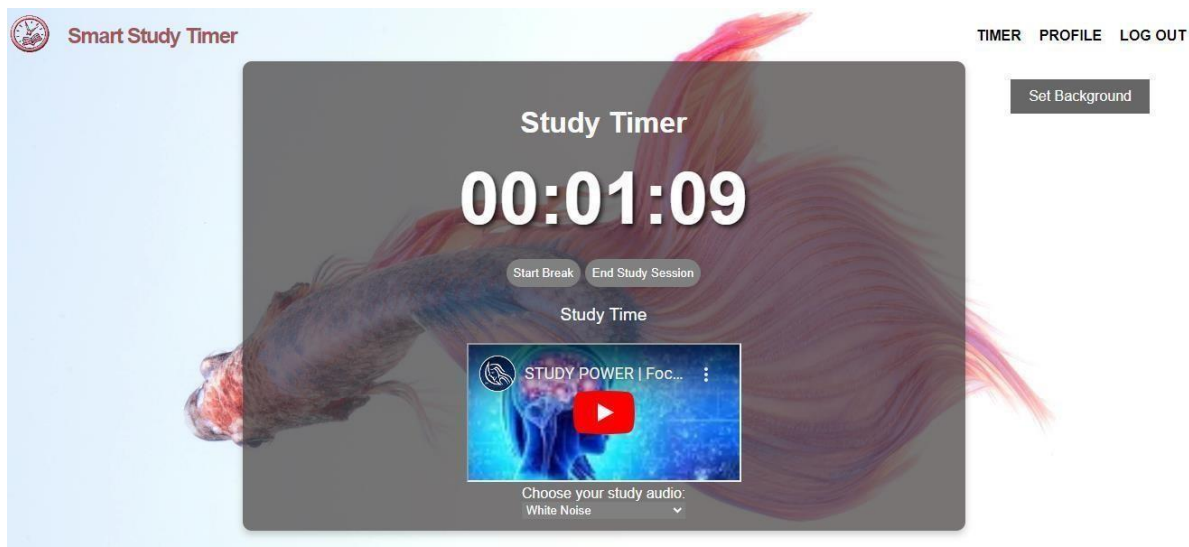 Smart Study Timer
TIMER PROFILE LOG OUT
Set Background
Study Timer
00:01:09
Start Break End Study Session
Study Time
STUDY POWER | Foc...
Choose your study audio:
White Noise